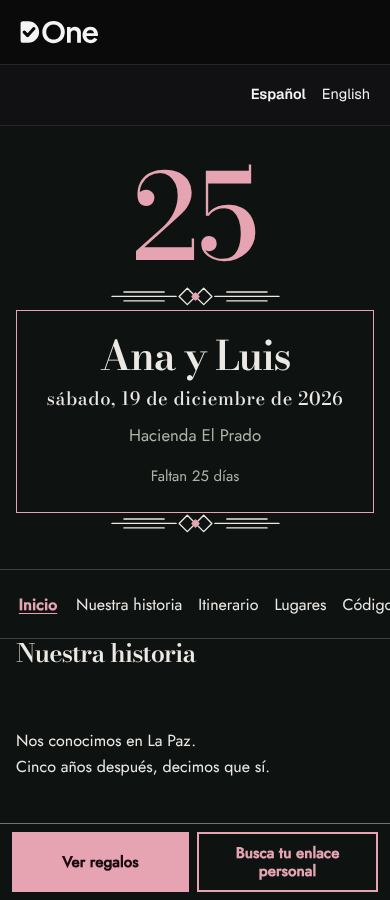 One
Español English
25
Ana y Luis
sábado, 19 de diciembre de 2026
Hacienda El Prado
Faltan 25 días
Inicio Nuestra historia Itinerario Lugares Código
Nuestra historia
Nos conocimos en La Paz.
Cinco años después, decimos que sí.
Ver regalos
Busca tu enlace
personal